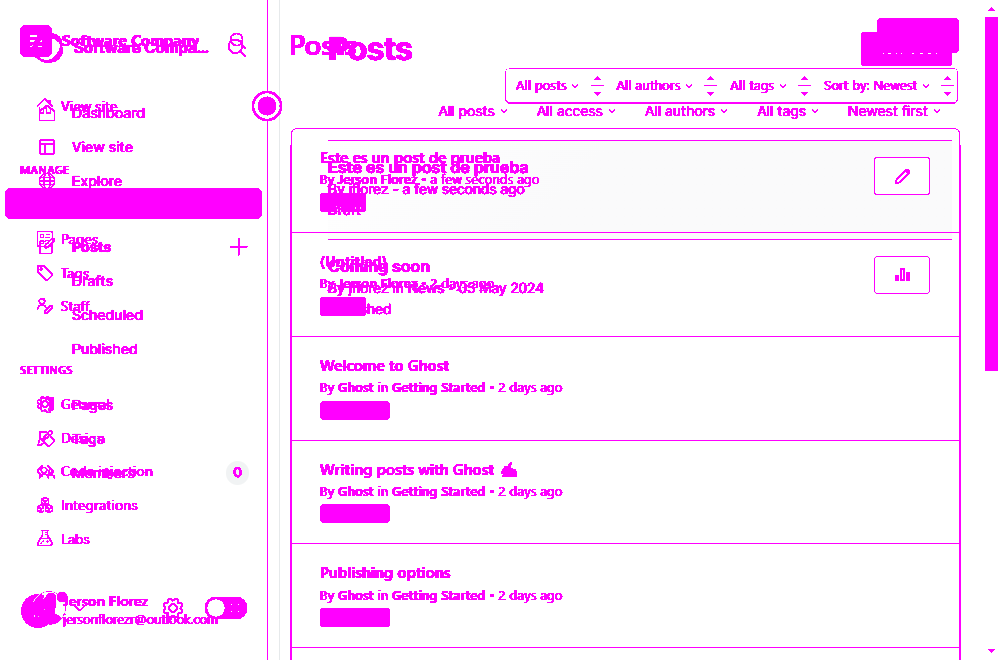 Software Company
Software Compa...
Posts
Posts
View site
Dashboard
View site
MANAGE
Explore
Pages
Posts
Tags
Drafts
Staff
Scheduled
Published
SETTINGS
General
Pages
Design
Tags
Code injection
Members
0
Integrations
Labs
Jerson Florez
jersonflorezr@outlook.com
All posts All authors All tags Sort by: Newest
All posts All access All authors All tags Newest first
Este es un post de prueba
Este es un post de prueba
By Jerson Florez • a few seconds ago
By jflorez - a few seconds ago
Draft
(Untitled)
Coming soon
By Jerson Florez • 2 days ago
By jflorez in News - 03 May 2024
Welcome to Ghost
By Ghost in Getting Started • 2 days ago
Writing posts with Ghost ✍
By Ghost in Getting Started • 2 days ago
Publishing options
By Ghost in Getting Started • 2 days ago